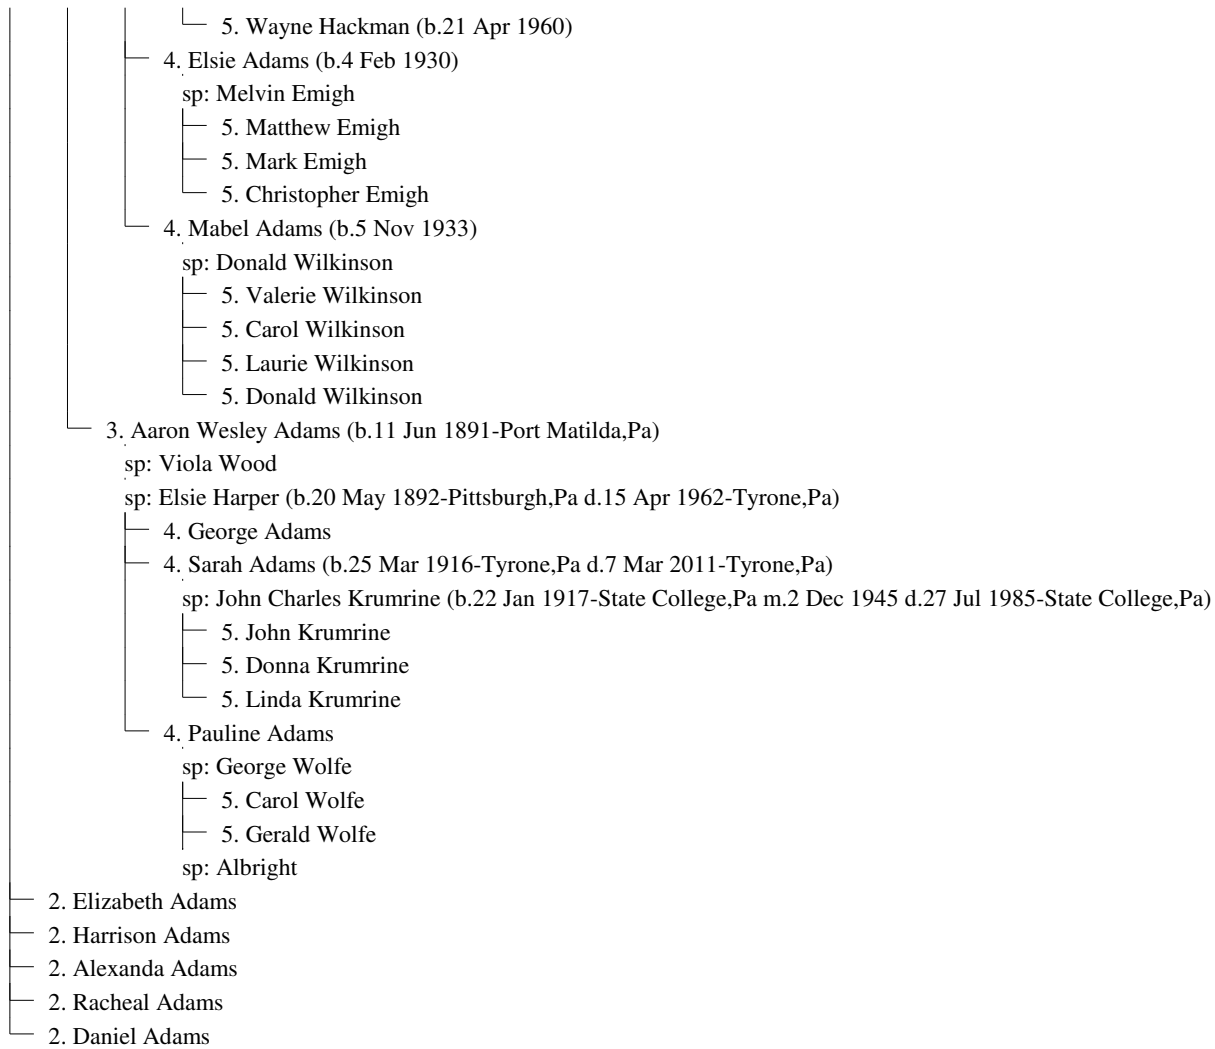 5. Wayne Hackman (b.21 Apr 1960)
4. Elsie Adams (b.4 Feb 1930)
sp: Melvin Emigh
5. Matthew Emigh
5. Mark Emigh
5. Christopher Emigh
4. Mabel Adams (b.5 Nov 1933)
sp: Donald Wilkinson
5. Valerie Wilkinson
5. Carol Wilkinson
5. Laurie Wilkinson
5. Donald Wilkinson
3. Aaron Wesley Adams (b.11 Jun 1891-Port Matilda,Pa)
sp: Viola Wood
sp: Elsie Harper (b.20 May 1892-Pittsburgh,Pa d.15 Apr 1962-Tyrone,Pa)
4. George Adams
4. Sarah Adams (b.25 Mar 1916-Tyrone,Pa d.7 Mar 2011-Tyrone,Pa)
sp: John Charles Krumrine (b.22 Jan 1917-State College,Pa m.2 Dec 1945 d.27 Jul 1985-State College,Pa)
5. John Krumrine
5. Donna Krumrine
5. Linda Krumrine
4. Pauline Adams
sp: George Wolfe
5. Carol Wolfe
5. Gerald Wolfe
sp: Albright
2. Elizabeth Adams
2. Harrison Adams
2. Alexanda Adams
2. Racheal Adams
2. Daniel Adams